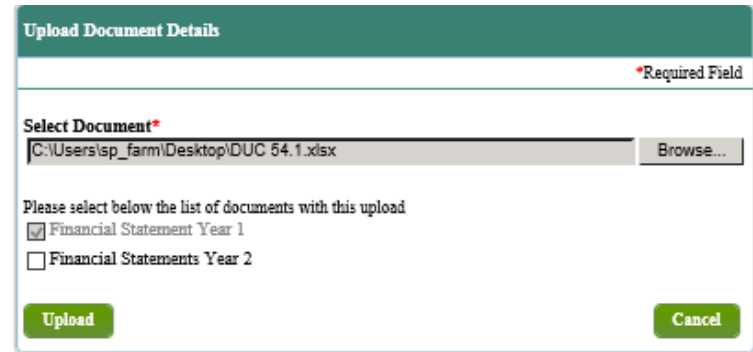 Upload Document Details
*Required Field
Select Document*
C:\Users\sp_farm\Desktop\DUC 54.1.xlsx Browse...
Please select below the list of documents with this upload
Financial Statement Year 1
Financial Statements Year 2
Upload Cancel